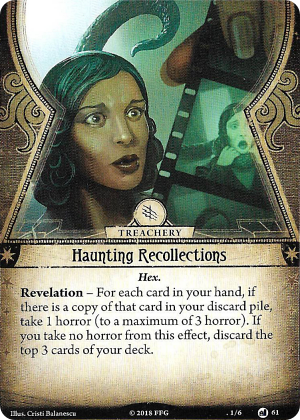 TREACHERY
Haunting Recollections
Hex.
Revelation – For each card in your hand, if
there is a copy of that card in your discard pile,
take 1 horror (to a maximum of 3 horror). If
you take no horror from this effect, discard the
top 3 cards of your deck.
Illus. Cristi Balanescu © 2018 FFG . 1/6 61